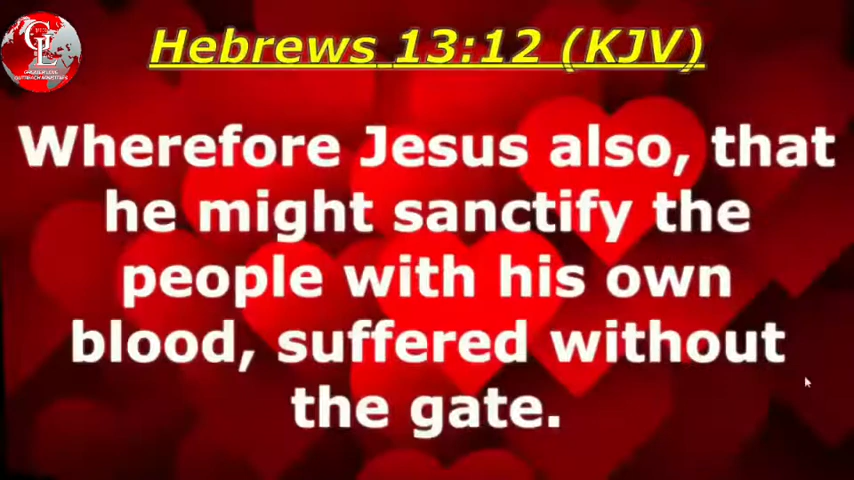 Hebrews 13:12 (KJV)
Wherefore Jesus also, that
he might sanctify the
people with his own
blood, suffered without
the gate.